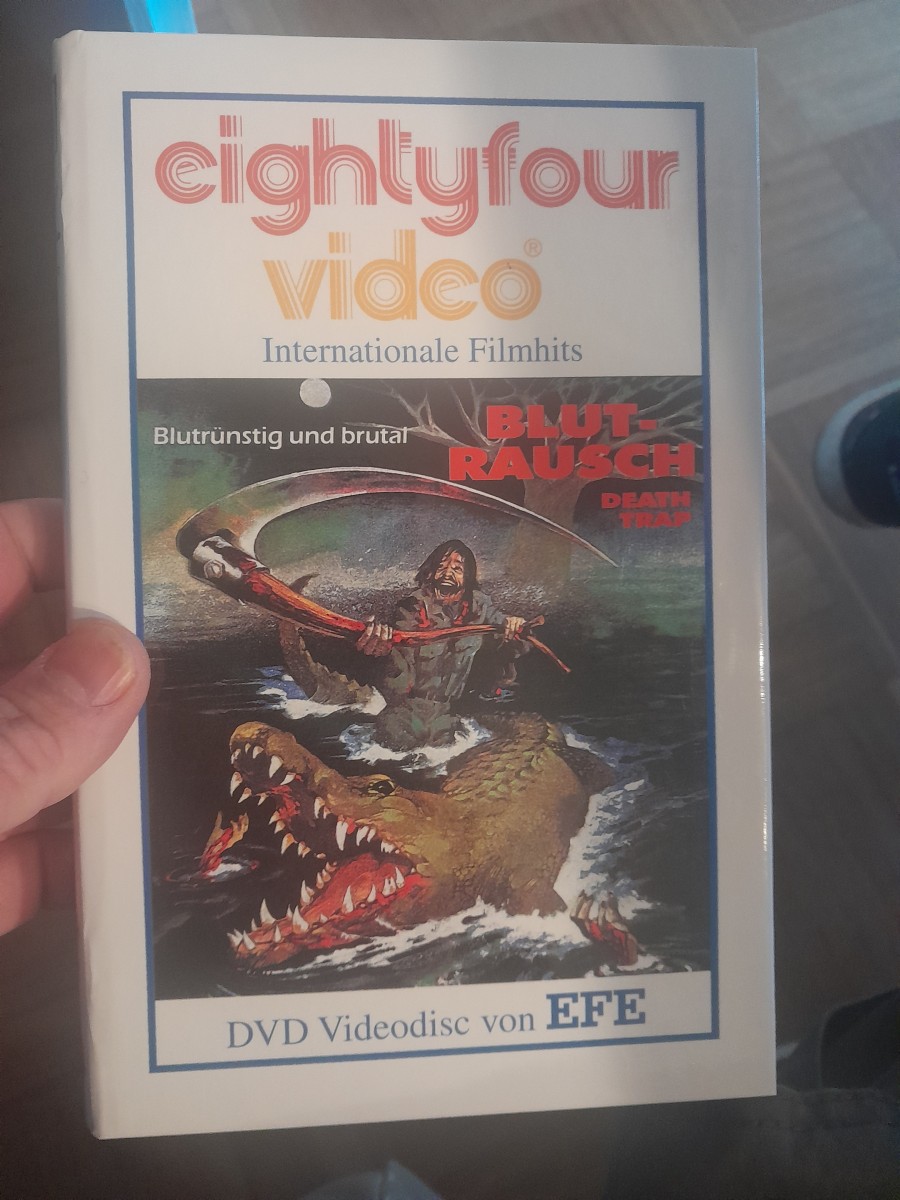 eightyfour
video®
Internationale Filmhits
Blutrünstig und brutal
BLUT-
RAUSCH
DEATH
TRAP
DVD Videodisc von EFE